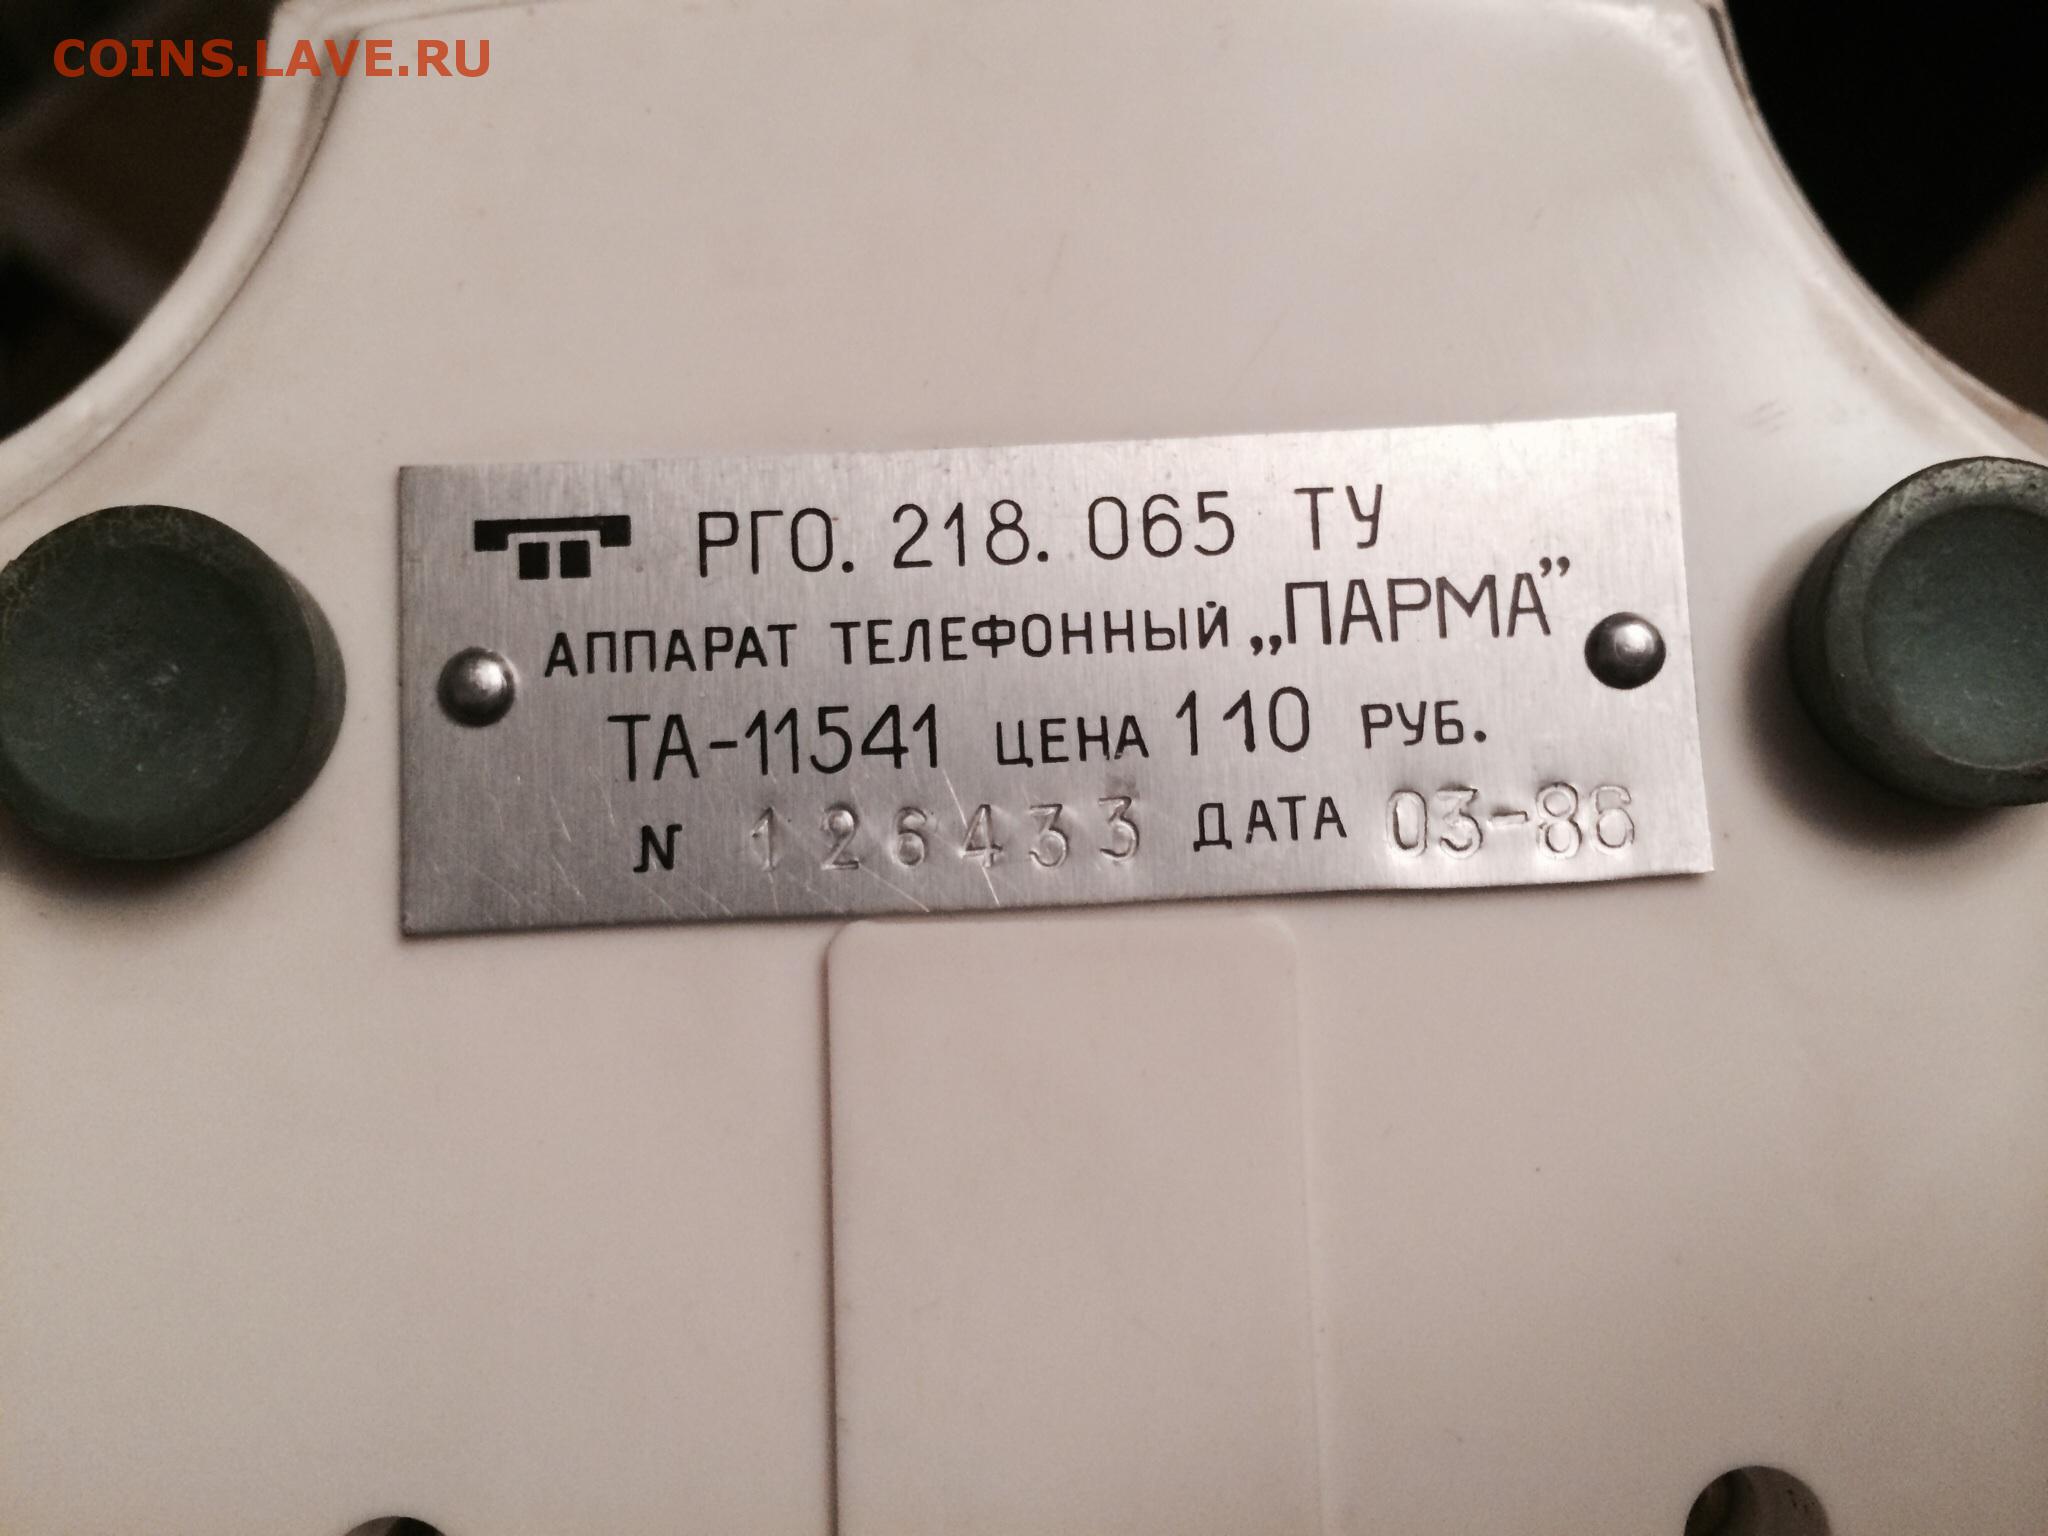 COINS.LAVE.RU
РГО. 218. 065 ТУ
АППАРАТ ТЕЛЕФОННЫЙ „ПАРМА”
ТА-11541 ЦЕНА 110 РУБ.
N 126433 ДАТА 03-86